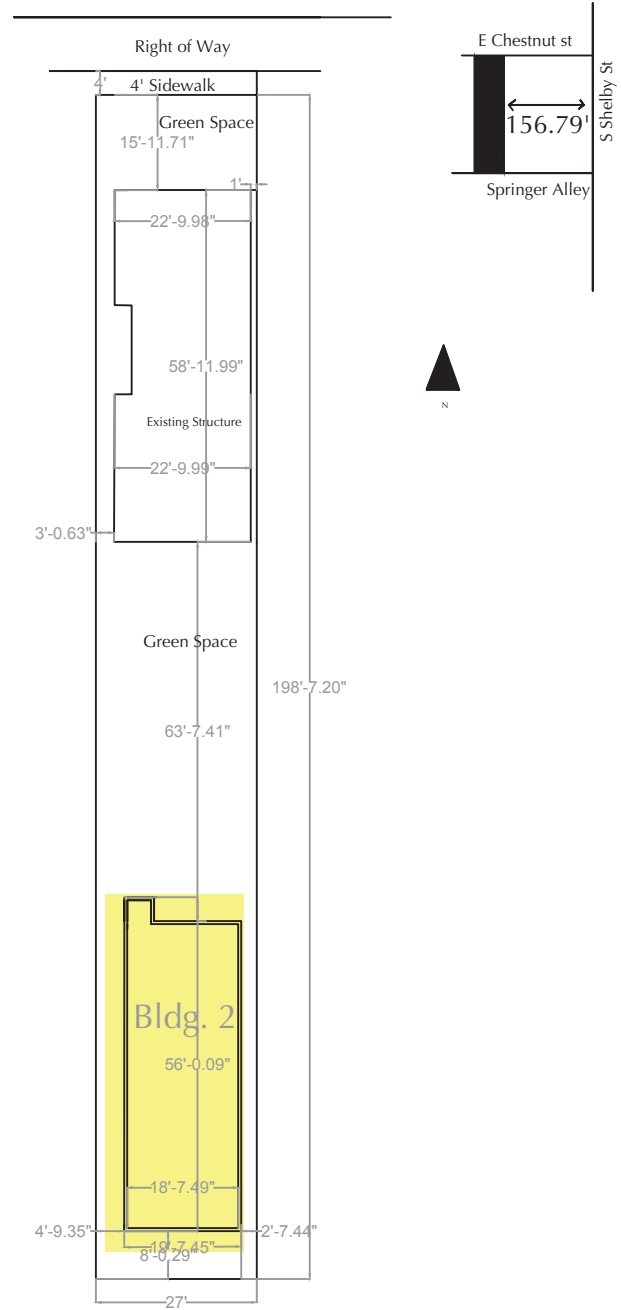 Right of Way
4'
4' Sidewalk
Green Space
15'-11.71"
1'
22'-9.98"
58'-11.99"
Existing Structure
22'-9.99"
3'-0.63"
Green Space
198'-7.20"
63'-7.41"
Bldg. 2
56'-0.09"
18'-7.49"
4'-9.35"
2'-7.44"
19'-7.45"
8'-0.29"
27'
E Chestnut st
S Shelby St
156.79'
Springer Alley
N